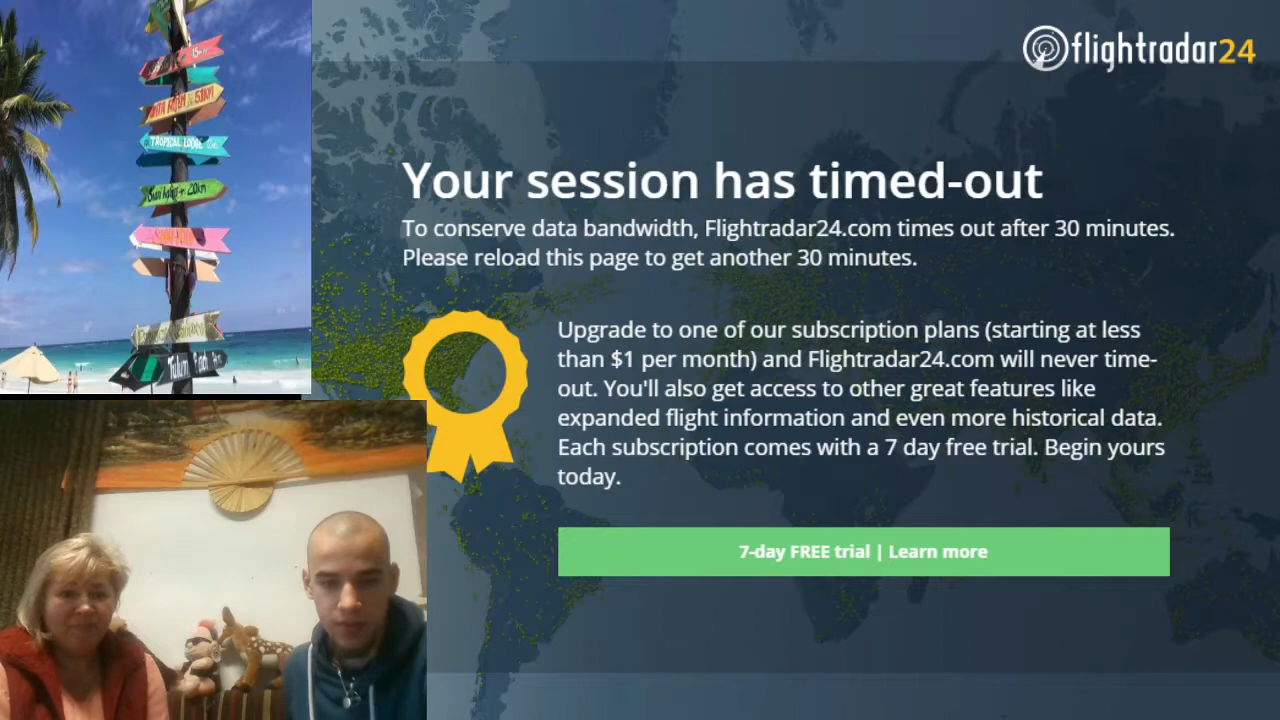 TROPICAL LODGE
20km
Tulum
flightradar24
Your session has timed-out
To conserve data bandwidth, Flightradar24.com times out after 30 minutes.
Please reload this page to get another 30 minutes.
Upgrade to one of our subscription plans (starting at less
than $1 per month) and Flightradar24.com will never time-
out. You'll also get access to other great features like
expanded flight information and even more historical data.
Each subscription comes with a 7 day free trial. Begin yours
today.
7-day FREE trial | Learn more